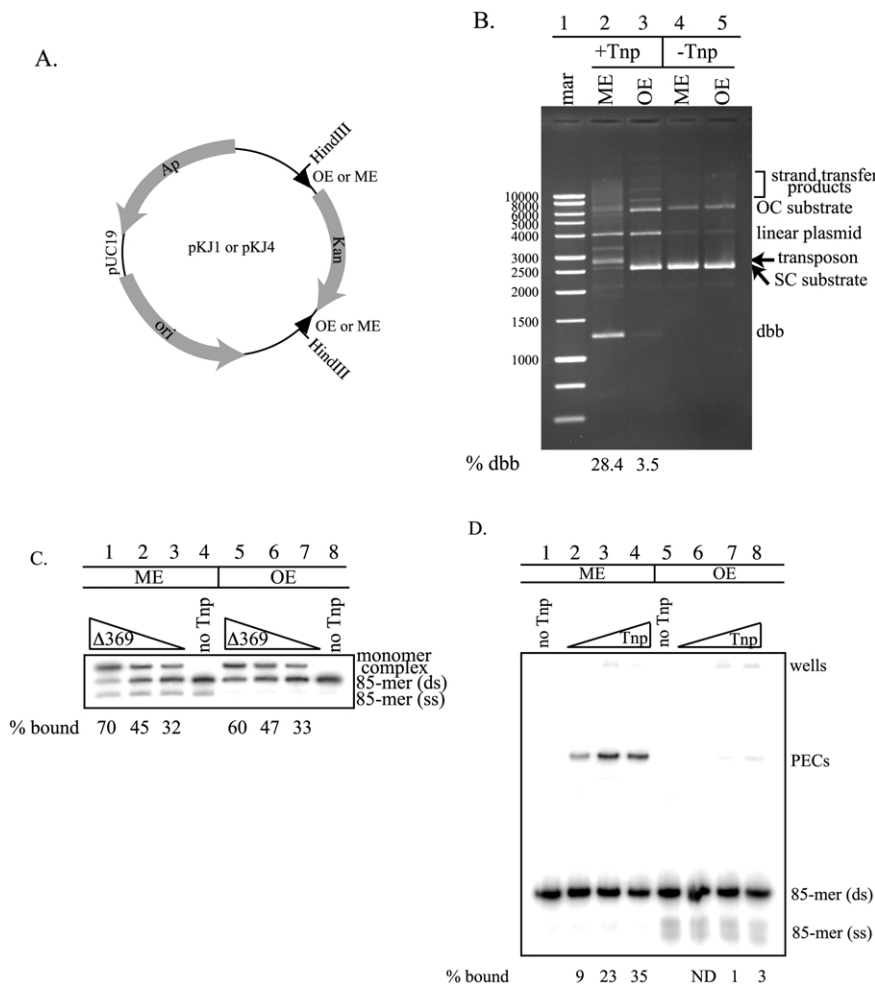 A.
HindIII
OE or ME
Ap
pUC19
pKJ1 or pKJ4
Kan
ori
OE or ME
HindIII
B.
1 2 3 4 5
+Tnp -Tnp
mar ME OE ME OE
strand transfer
products
10000
8000
OC substrate
6000
5000
4000
linear plasmid
3000
transposon
2500
SC substrate
2000
1500
dbb
1000
% dbb 28.4 3.5
C.
1 2 3 4 5 6 7 8
ME OE
Δ369 no Tnp Δ369 no Tnp
monomer
complex
85-mer (ds)
85-mer (ss)
% bound 70 45 32 60 47 33
D.
1 2 3 4 5 6 7 8
ME OE
no Tnp Tnp no Tnp Tnp
wells
PECs
85-mer (ds)
85-mer (ss)
% bound 9 23 35 ND 1 3